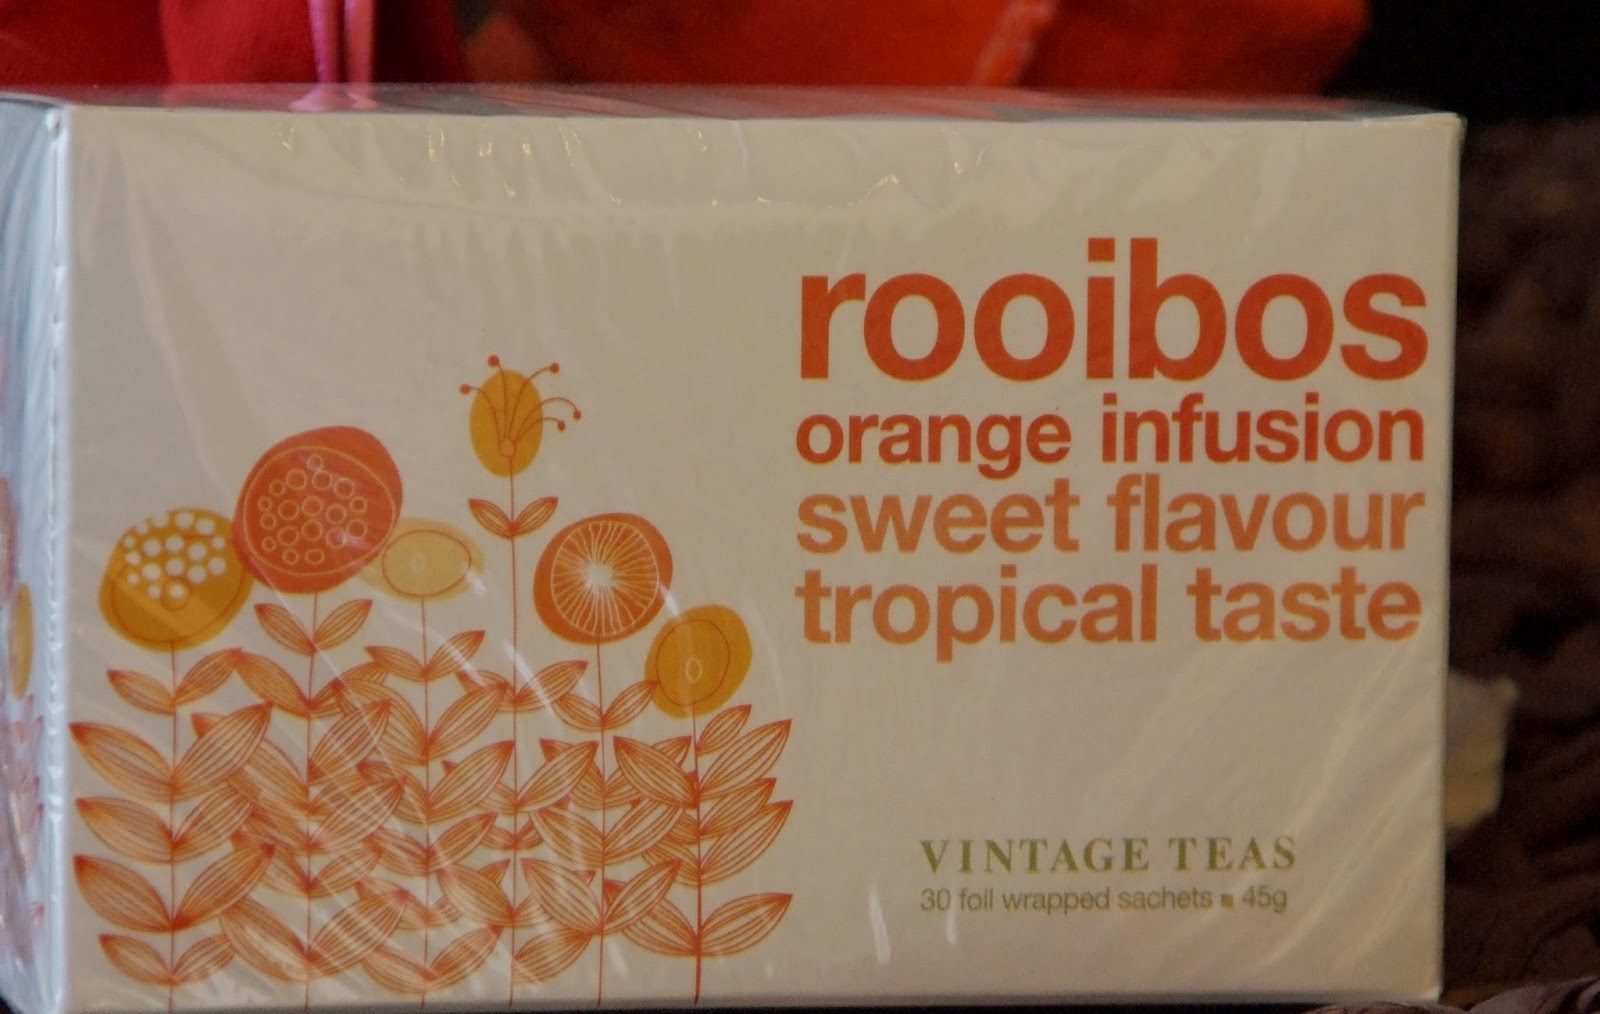 rooibos
orange infusion
sweet flavour
tropical taste
VINTAGE TEAS
30 foil wrapped sachets ■ 45g